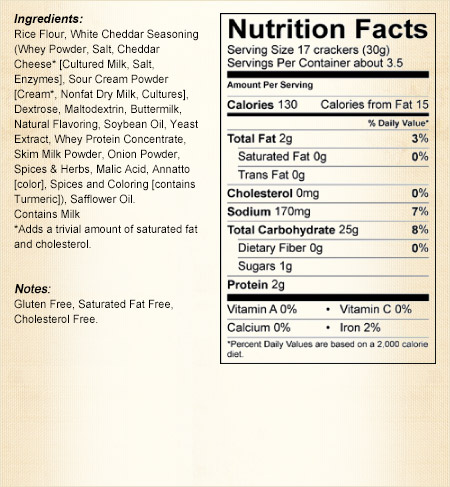 Ingredients:
Rice Flour, White Cheddar Seasoning
(Whey Powder, Salt, Cheddar
Cheese* [Cultured Milk, Salt,
Enzymes], Sour Cream Powder
[Cream*, Nonfat Dry Milk, Cultures],
Dextrose, Maltodextrin, Buttermilk,
Natural Flavoring, Soybean Oil, Yeast
Extract, Whey Protein Concentrate,
Skim Milk Powder, Onion Powder,
Spices & Herbs, Malic Acid, Annatto
[color], Spices and Coloring [contains
Turmeric]), Safflower Oil.
Contains Milk
*Adds a trivial amount of saturated fat
and cholesterol.
Notes:
Gluten Free, Saturated Fat Free,
Cholesterol Free.
Nutrition Facts
Serving Size 17 crackers (30g)
Servings Per Container about 3.5
Amount Per Serving
Calories 130 Calories from Fat 15
% Daily Value*
Total Fat 2g 3%
Saturated Fat 0g 0%
Trans Fat 0g
Cholesterol 0mg 0%
Sodium 170mg 7%
Total Carbohydrate 25g 8%
Dietary Fiber 0g 0%
Sugars 1g
Protein 2g
Vitamin A 0% • Vitamin C 0%
Calcium 0% • Iron 2%
*Percent Daily Values are based on a 2,000 calorie
diet.